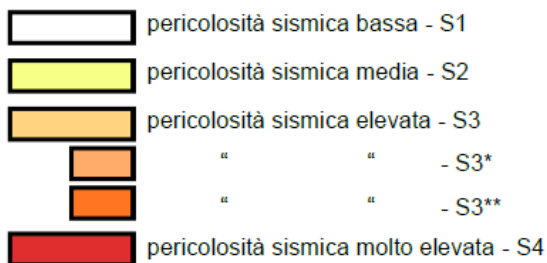 pericolosità sismica bassa - S1
pericolosità sismica media - S2
pericolosità sismica elevata - S3
“ “ - S3*
“ “ - S3**
pericolosità sismica molto elevata - S4